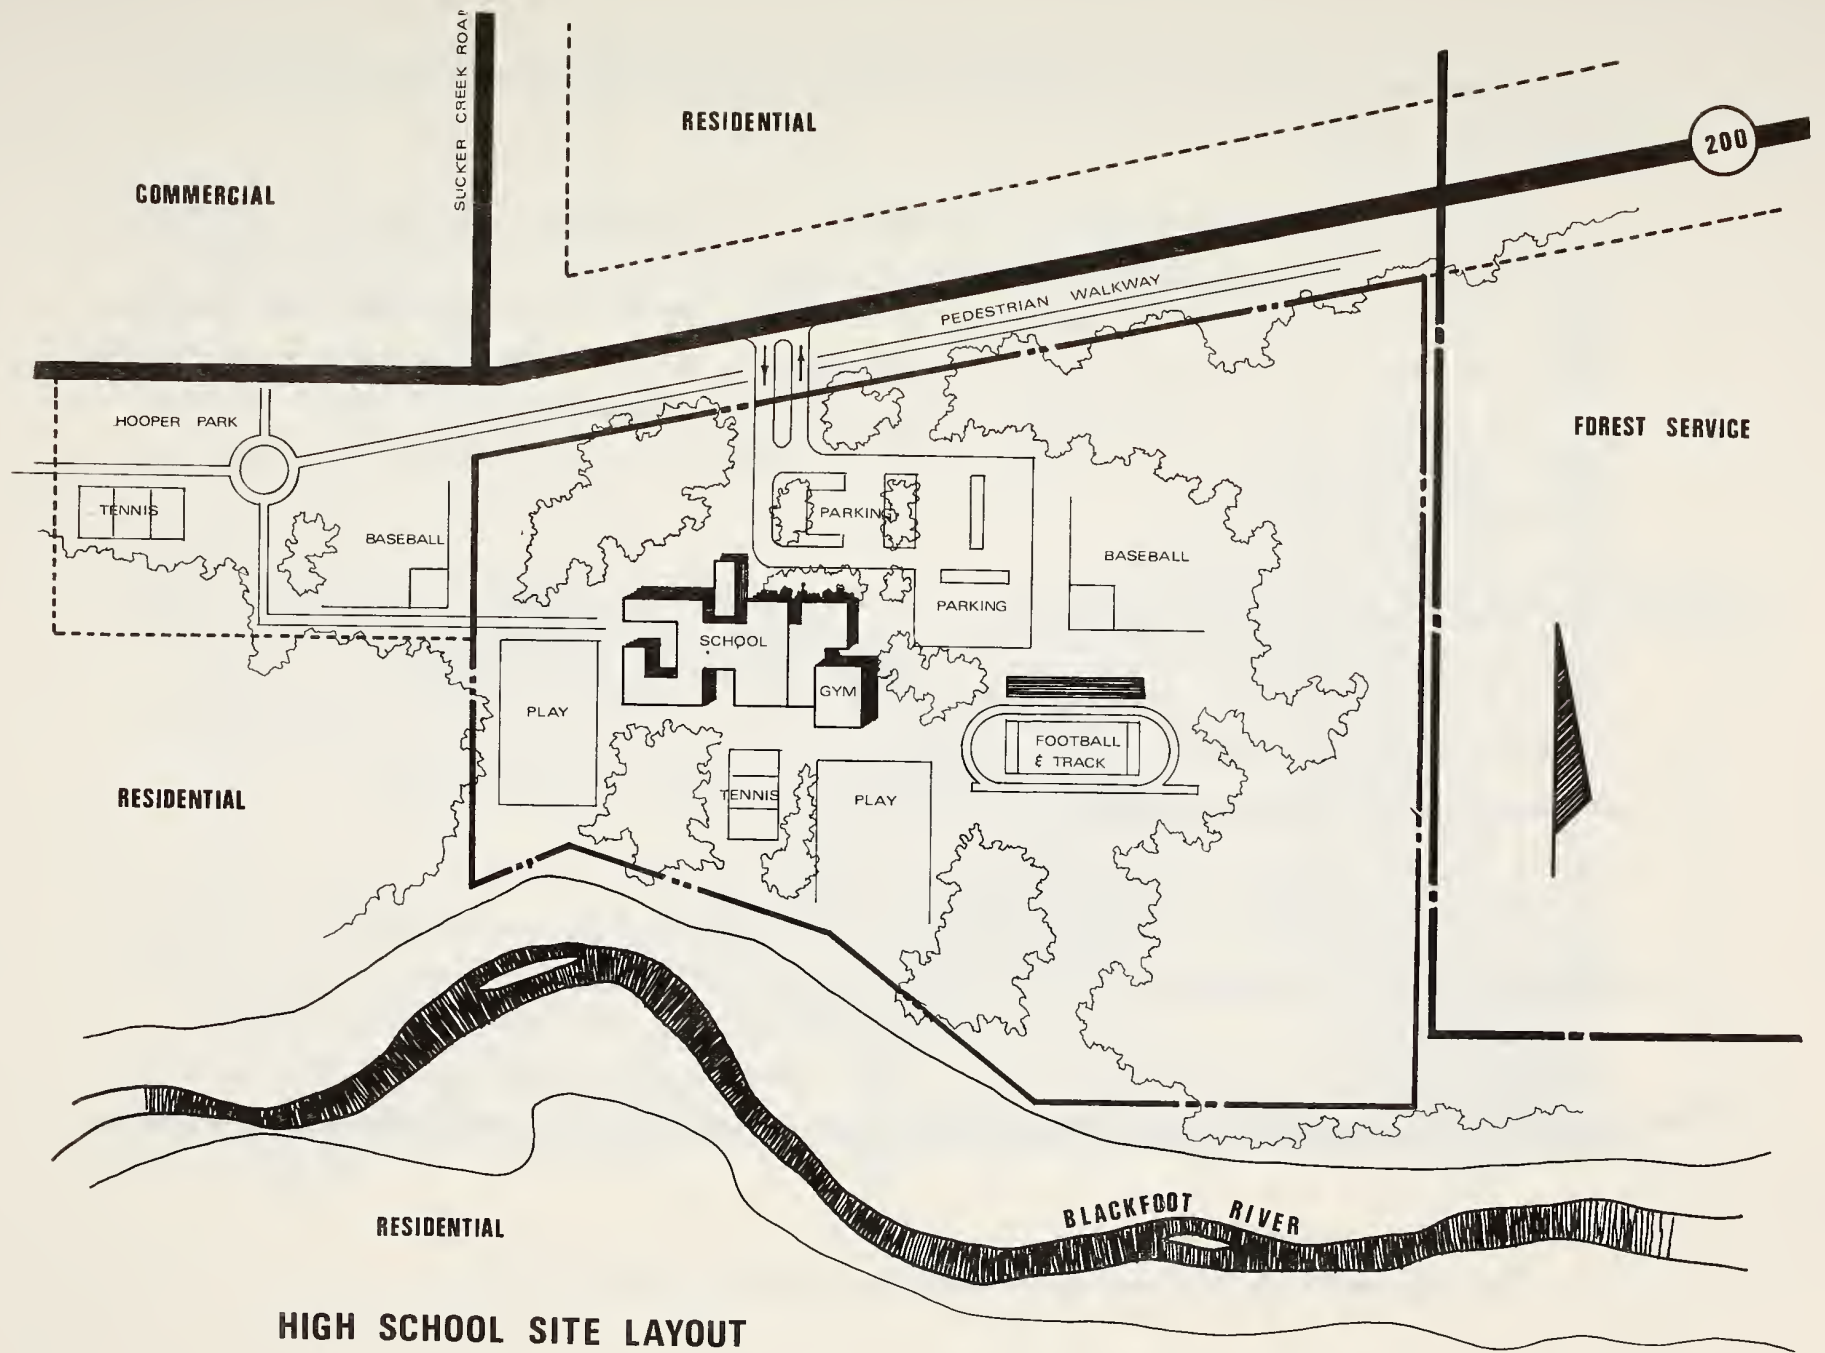 SUCKER CREEK ROAD
RESIDENTIAL
200
COMMERCIAL
PEDESTRIAN WALKWAY
HOOPER PARK
FOREST SERVICE
TENNIS
PARKING
BASEBALL
BASEBALL
PARKING
SCHOOL
GYM
PLAY
FOOTBALL
& TRACK
RESIDENTIAL
TENNIS
PLAY
BLACKFOOT RIVER
RESIDENTIAL
HIGH SCHOOL SITE LAYOUT